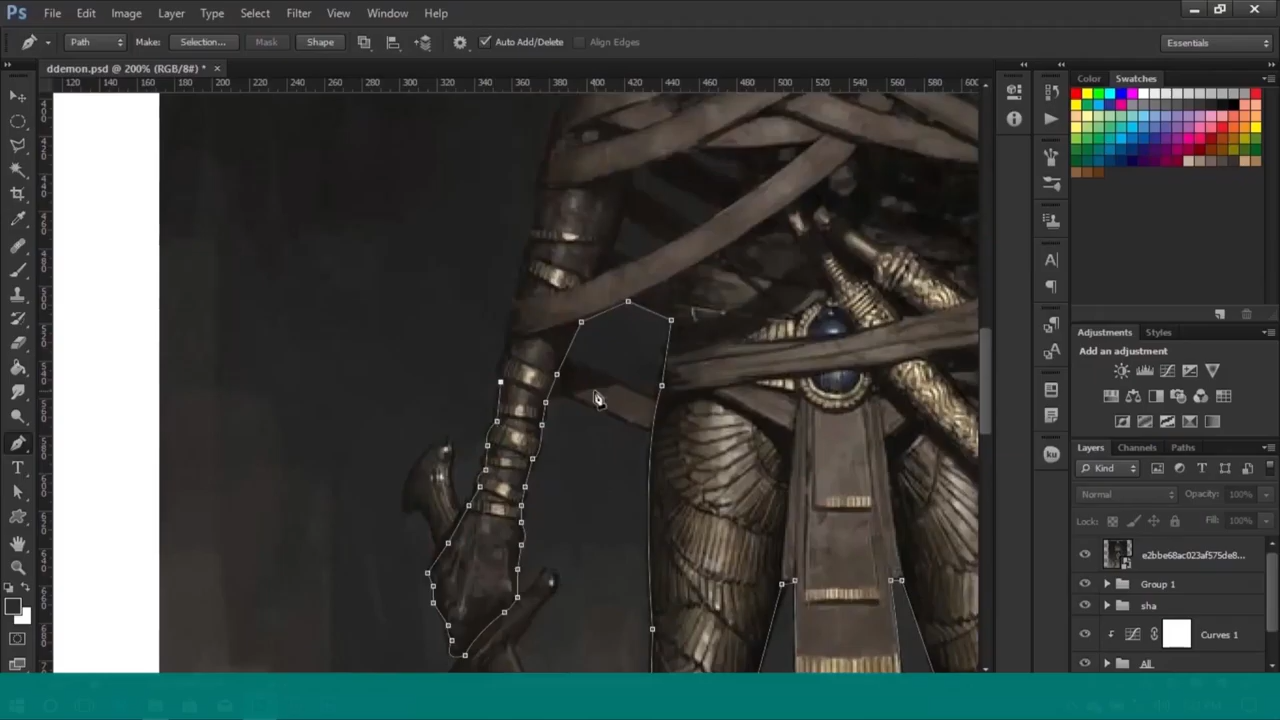 Ps File Edit Image Layer Type Select Filter View Window Help
Path Make: Selection... Mask Shape Auto Add/Delete Align Edges Essentials
ddemon.psd @ 200% (RGB/8#) * ×
120 140 160 180 200 220 240 260 280 300 320 340 360 380 400 420 440 460 480 500 520 540 560 580 600
Color Swatches
Adjustments Styles
Add an adjustment
Layers Channels Paths
Kind
Normal Opacity: 100%
Lock: Fill: 100%
e2bbe68ac023af575de8...
Group 1
sha
Curves 1
All
ku